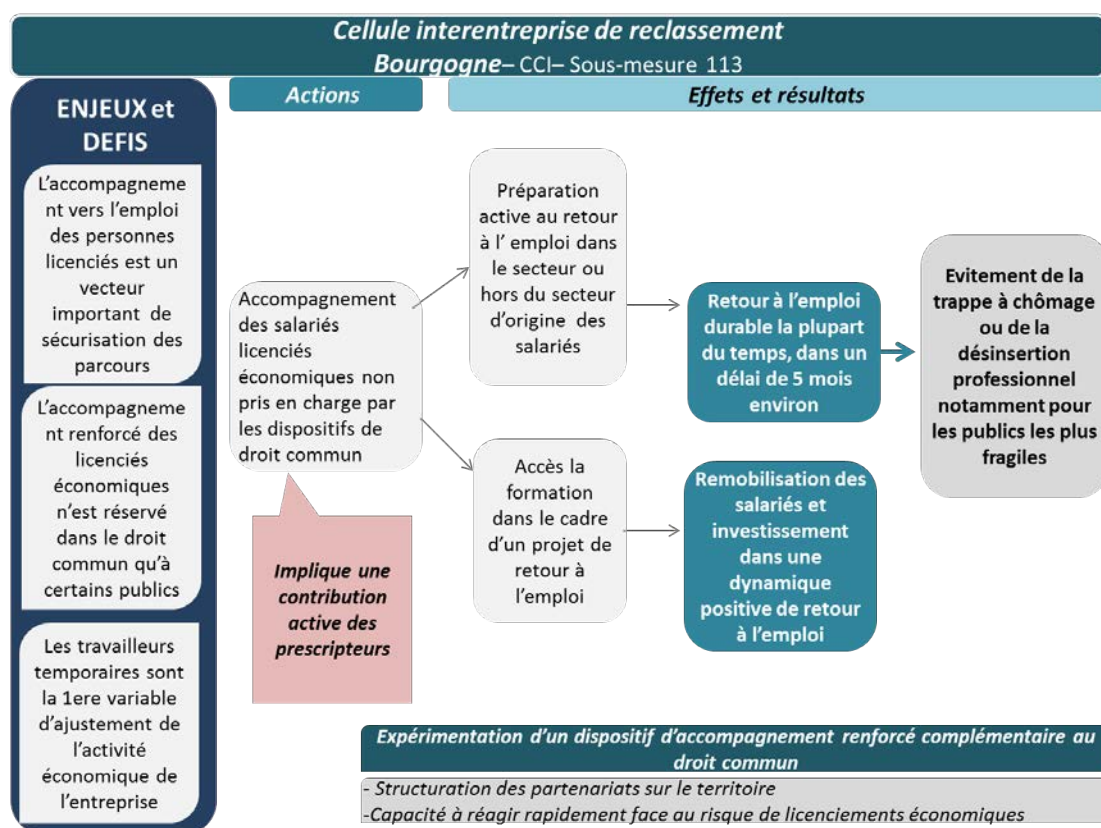 Cellule interentreprise de reclassement
Bourgogne– CCI– Sous-mesure 113
ENJEUX et
DEFIS
L’accompagneme
nt vers l’emploi
des personnes
licenciés est un
vecteur
important de
sécurisation des
parcours
L’accompagneme
nt renforcé des
licenciés
économiques
n’est réservé
dans le droit
commun qu’à
certains publics
Les travailleurs
temporaires sont
la 1ere variable
d’ajustement de
l’activité
économique de
l’entreprise
Actions
Accompagnement
des salariés
licenciés
économiques non
pris en charge par
les dispositifs de
droit commun
Implique une
contribution
active des
prescripteurs
Effets et résultats
Préparation
active au retour
à l’ emploi dans
le secteur ou
hors du secteur
d’origine des
salariés
Accès la
formation
dans le cadre
d’un projet de
retour à
l’emploi
Retour à l’emploi
durable la plupart
du temps, dans un
délai de 5 mois
environ
Remobilisation des
salariés et
investissement
dans une
dynamique
positive de retour
à l’emploi
Evitement de la
trappe à chômage
ou de la
désinsertion
professionnel
notamment pour
les publics les plus
fragiles
Expérimentation d’un dispositif d’accompagnement renforcé complémentaire au
droit commun
- Structuration des partenariats sur le territoire
-Capacité à réagir rapidement face au risque de licenciements économiques